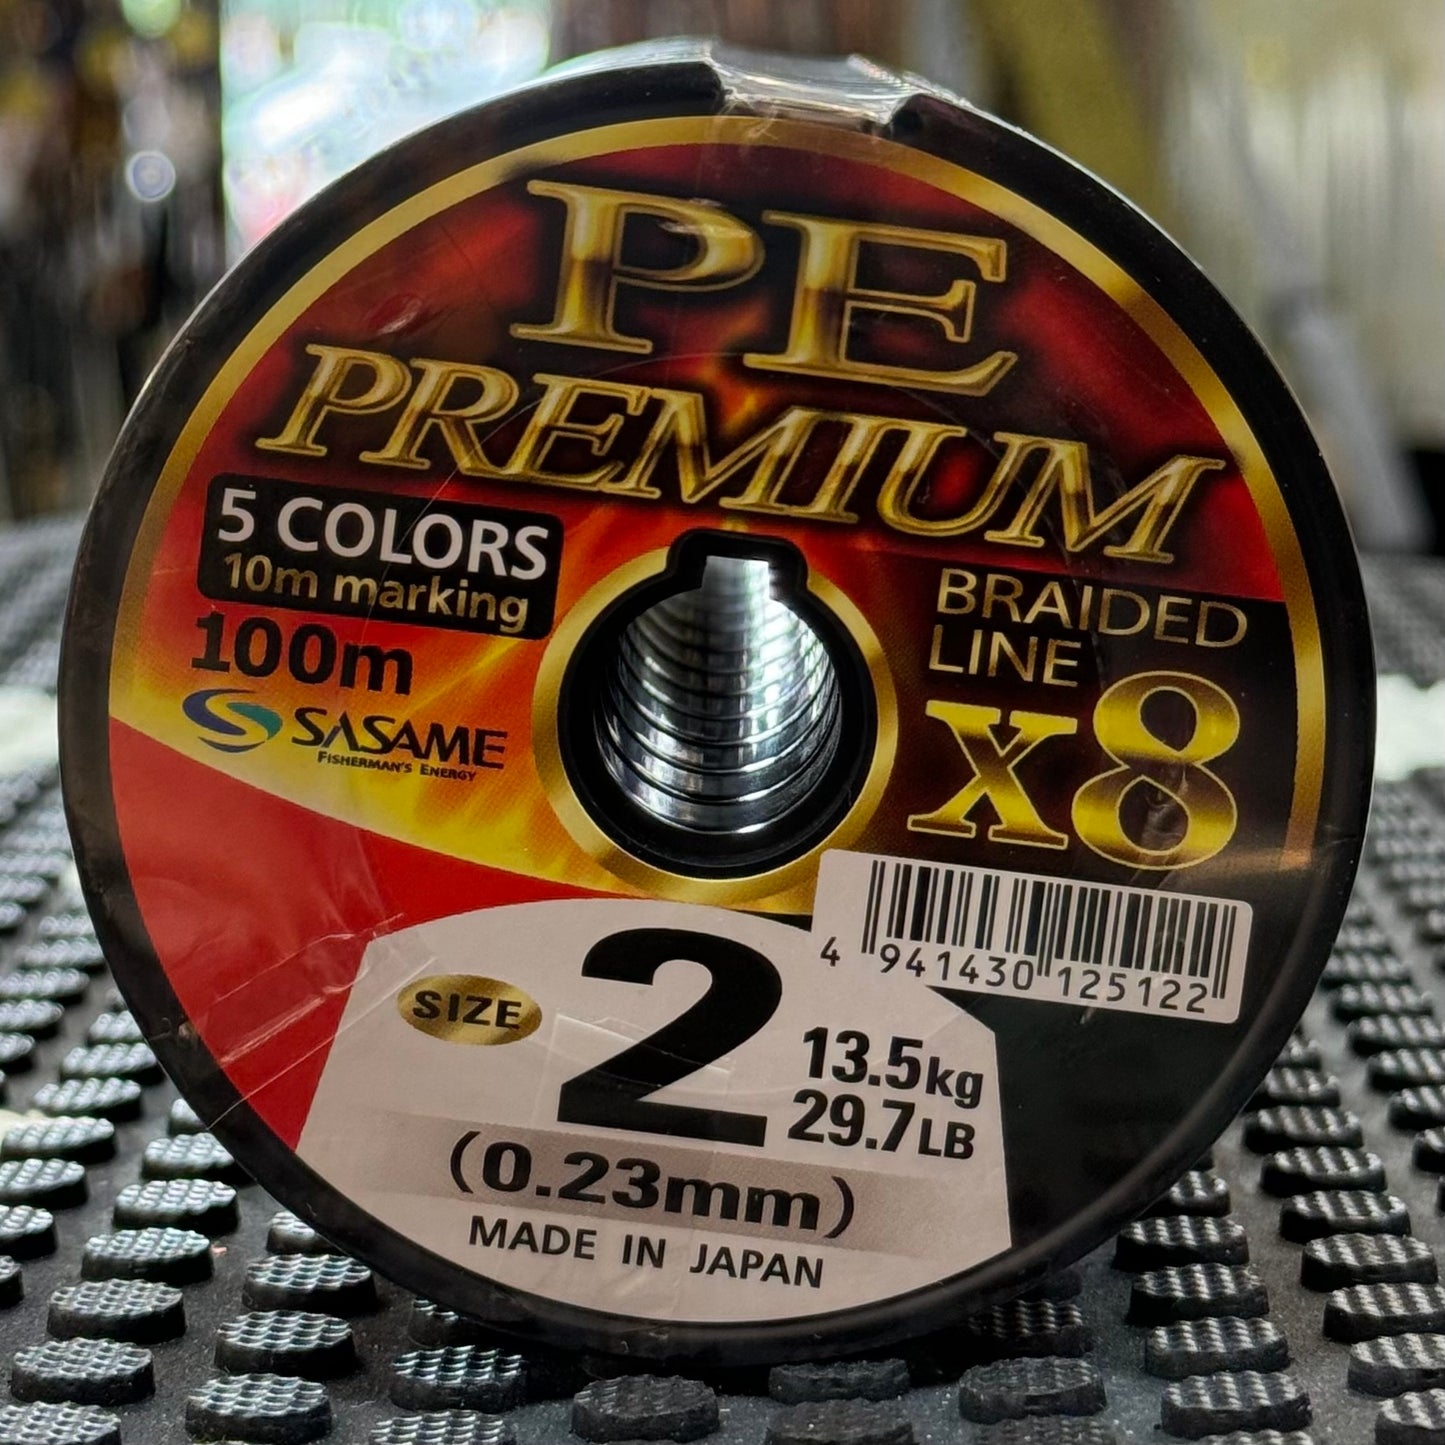 PE
PREMIUM
5 COLORS
10m marking
100m
SASAME
FISHERMAN'S ENERGY
BRAIDED
LINE
x8
4 941430 125122
SIZE
2
13.5kg
29.7LB
(0.23mm)
MADE IN JAPAN